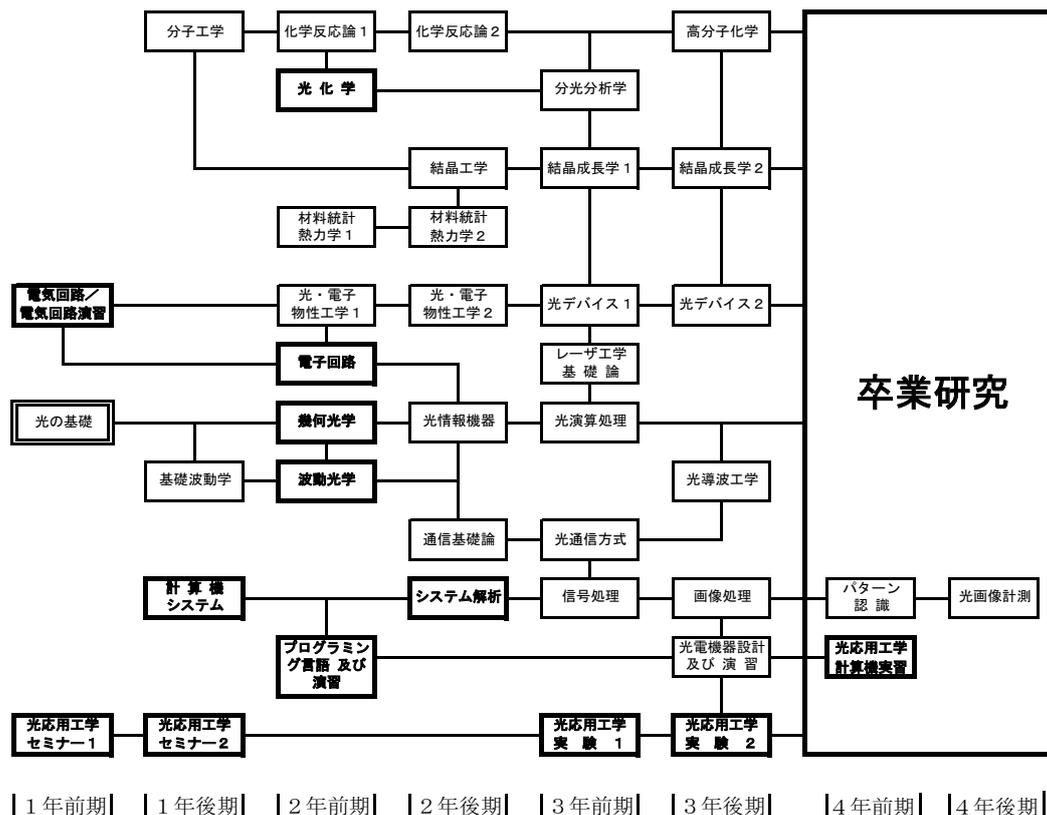 分子工学
化学反応論１
化学反応論２
高分子化学
光 化 学
分光分析学
結晶工学
結晶成長学１
結晶成長学２
材料統計
熱力学１
材料統計
熱力学２
電気回路／
電気回路演習
光・電子
物性工学１
光・電子
物性工学２
光デバイス１
光デバイス２
電子回路
レーザ工学
基 礎 論
卒業研究
光の基礎
幾何光学
光情報機器
光演算処理
基礎波動学
波動光学
光導波工学
通信基礎論
光通信方式
計 算 機
システム
システム解析
信号処理
画像処理
パターン
認 識
光画像計測
プログラミン
グ言語 及び
演習
光電機器設計
及び 演 習
光応用工学
計算機実習
光応用工学
セミナー１
光応用工学
セミナー２
光応用工学
実 験 １
光応用工学
実 験 ２
１年前期
１年後期
２年前期
２年後期
３年前期
３年後期
４年前期
４年後期